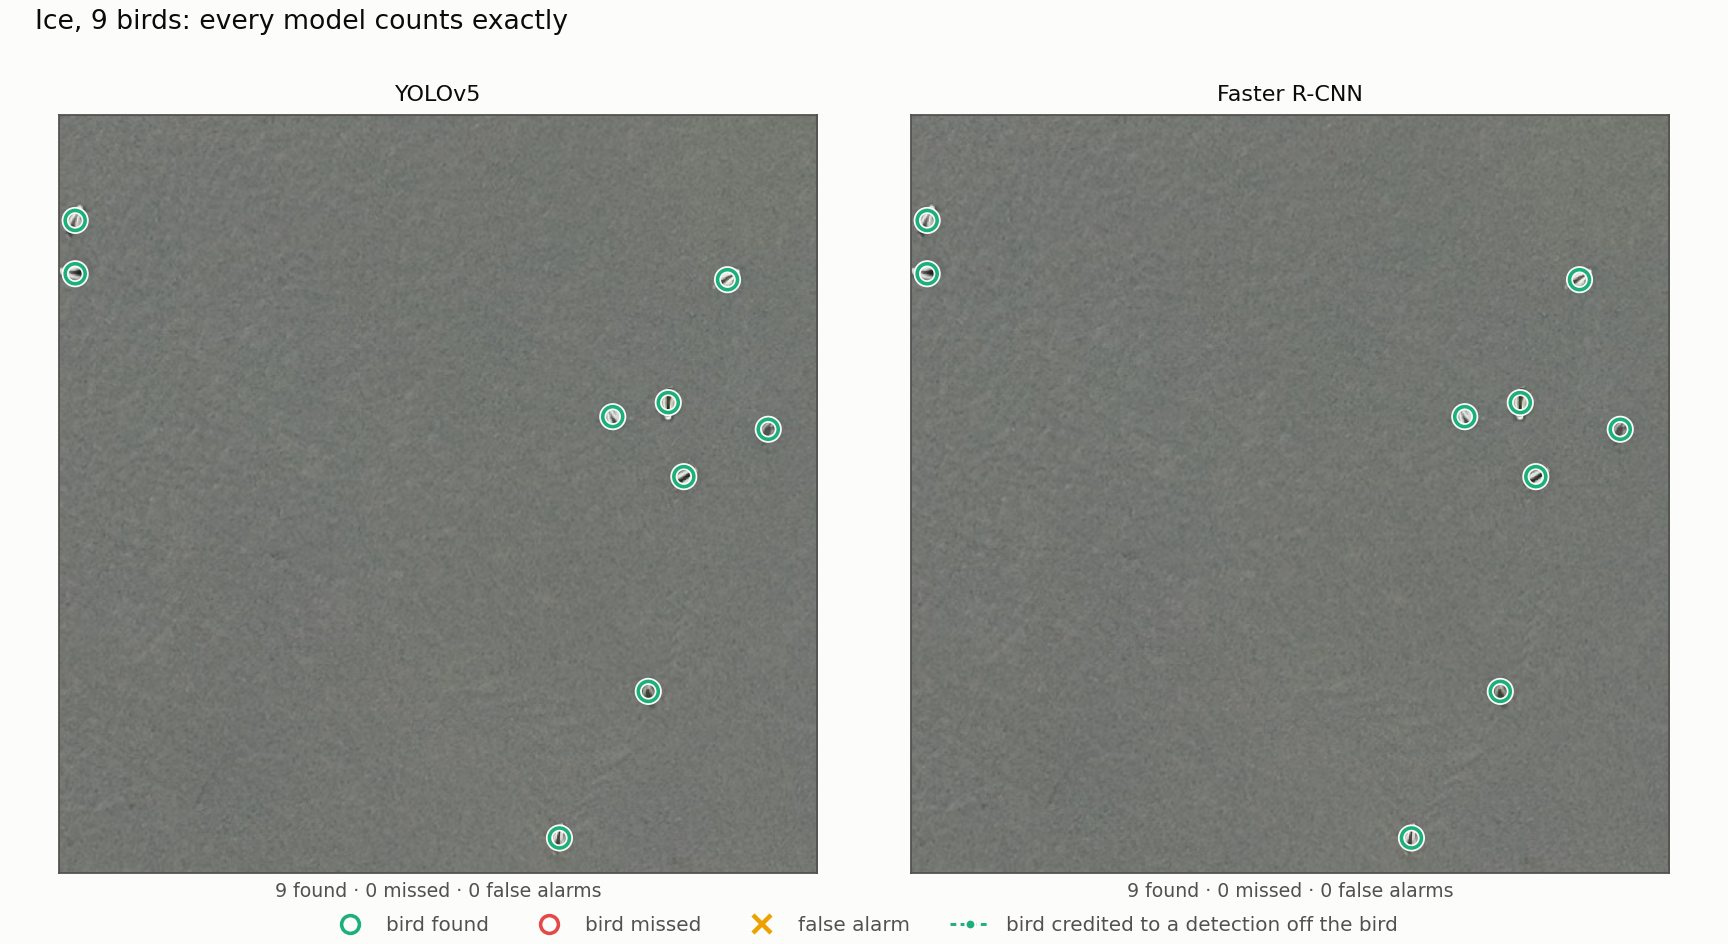 Ice, 9 birds: every model counts exactly
YOLOv5
Faster R-CNN
9 found · 0 missed · 0 false alarms
9 found · 0 missed · 0 false alarms
bird found
bird missed
false alarm
bird credited to a detection off the bird